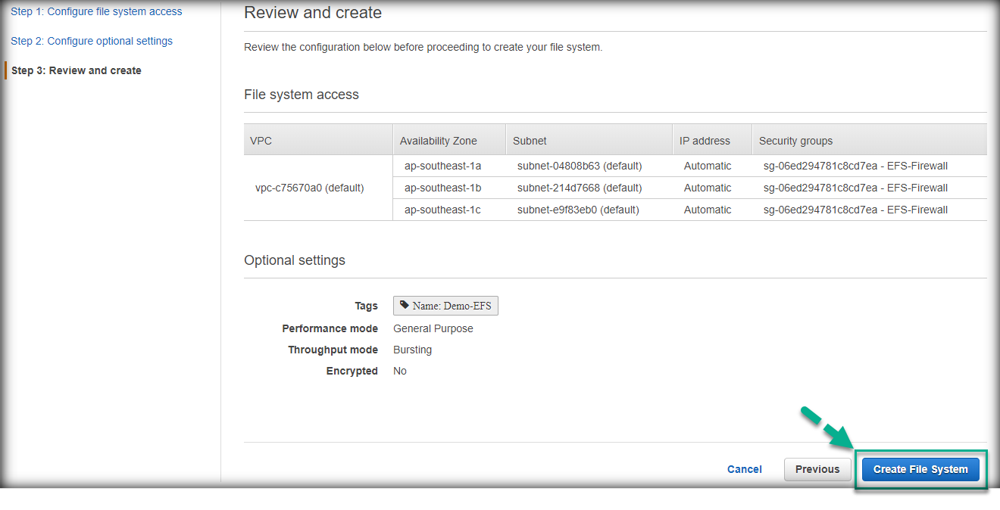 Step 1: Configure file system access
Step 2: Configure optional settings
Step 3: Review and create
Review and create
Review the configuration below before proceeding to create your file system.
File system access
VPC Availability Zone Subnet IP address Security groups
ap-southeast-1a subnet-04808b63 (default) Automatic sg-06ed294781c8cd7ea - EFS-Firewall
vpc-c75670a0 (default) ap-southeast-1b subnet-214d7668 (default) Automatic sg-06ed294781c8cd7ea - EFS-Firewall
ap-southeast-1c subnet-e9f83eb0 (default) Automatic sg-06ed294781c8cd7ea - EFS-Firewall
Optional settings
Tags Name: Demo-EFS
Performance mode General Purpose
Throughput mode Bursting
Encrypted No
Cancel Previous Create File System